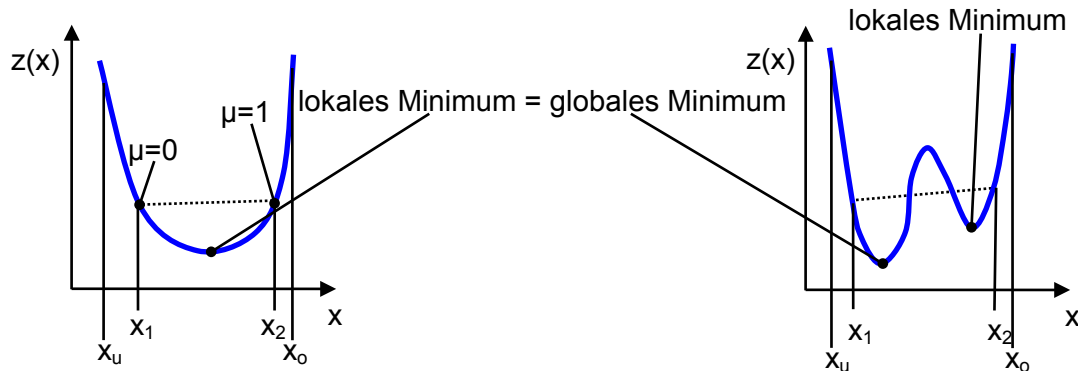 lokales Minimum
z(x)
z(x)
lokales Minimum = globales Minimum
µ=1
µ=0
x
x
x₁
x₂
x₁
x₂
xᵤ
xₒ
xᵤ
xₒ